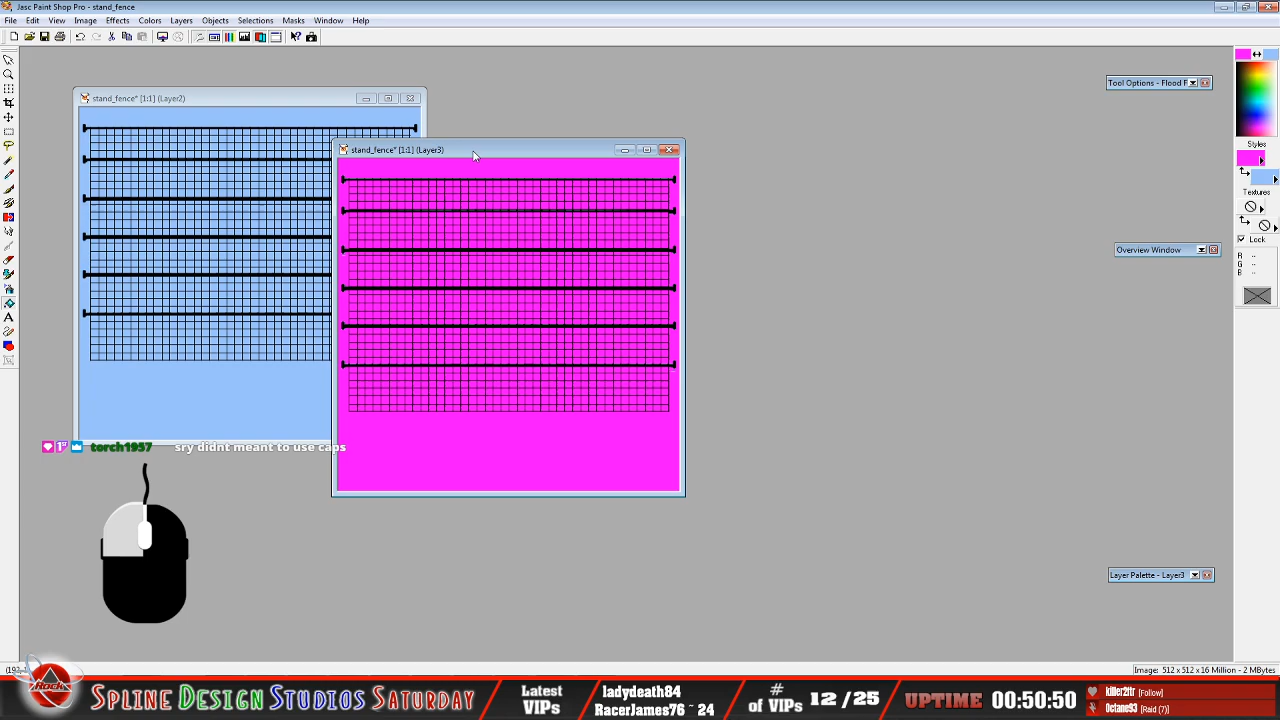 Jasc Paint Shop Pro - stand_fence
File Edit View Image Effects Colors Layers Objects Selections Masks Window Help
Tool Options - Flood F
stand_fence* [1:1] (Layer2)
stand_fence* [1:1] (Layer3)
Styles
Textures
Lock
R --
G --
B --
Overview Window
torch1957 sry didnt meant to use caps
Layer Palette - Layer3
Image: 512 x 512 x 16 Million - 2 MBytes
Rock
SPLINE DESIGN STUDIOS SATURDAY
Latest VIPs
ladydeath84
RacerJames76 ~ 24
# of VIPs
12 / 25
UPTIME
00:50:50
killer2ltr [Follow]
Octane93 [Raid (7)]